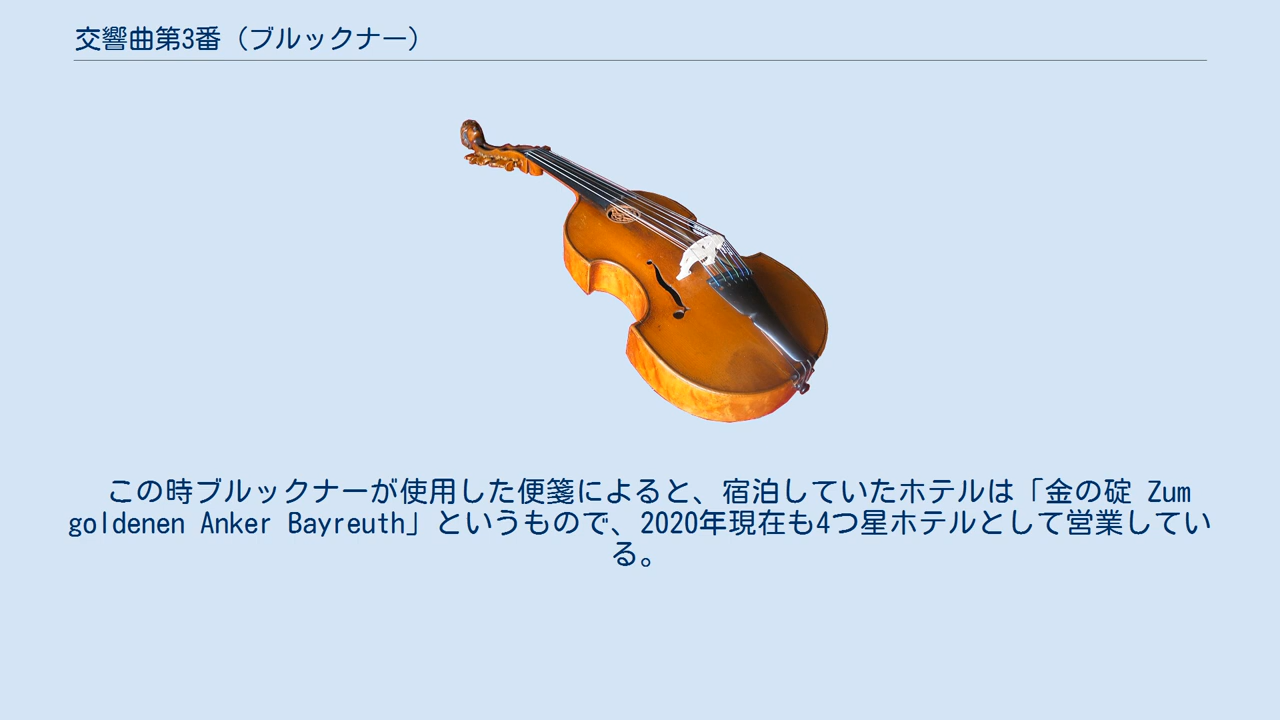 交響曲第3番（ブルックナー）
この時ブルックナーが使用した便箋によると、宿泊していたホテルは「金の碇 Zum
goldenen Anker Bayreuth」というもので、2020年現在も4つ星ホテルとして営業してい
る。